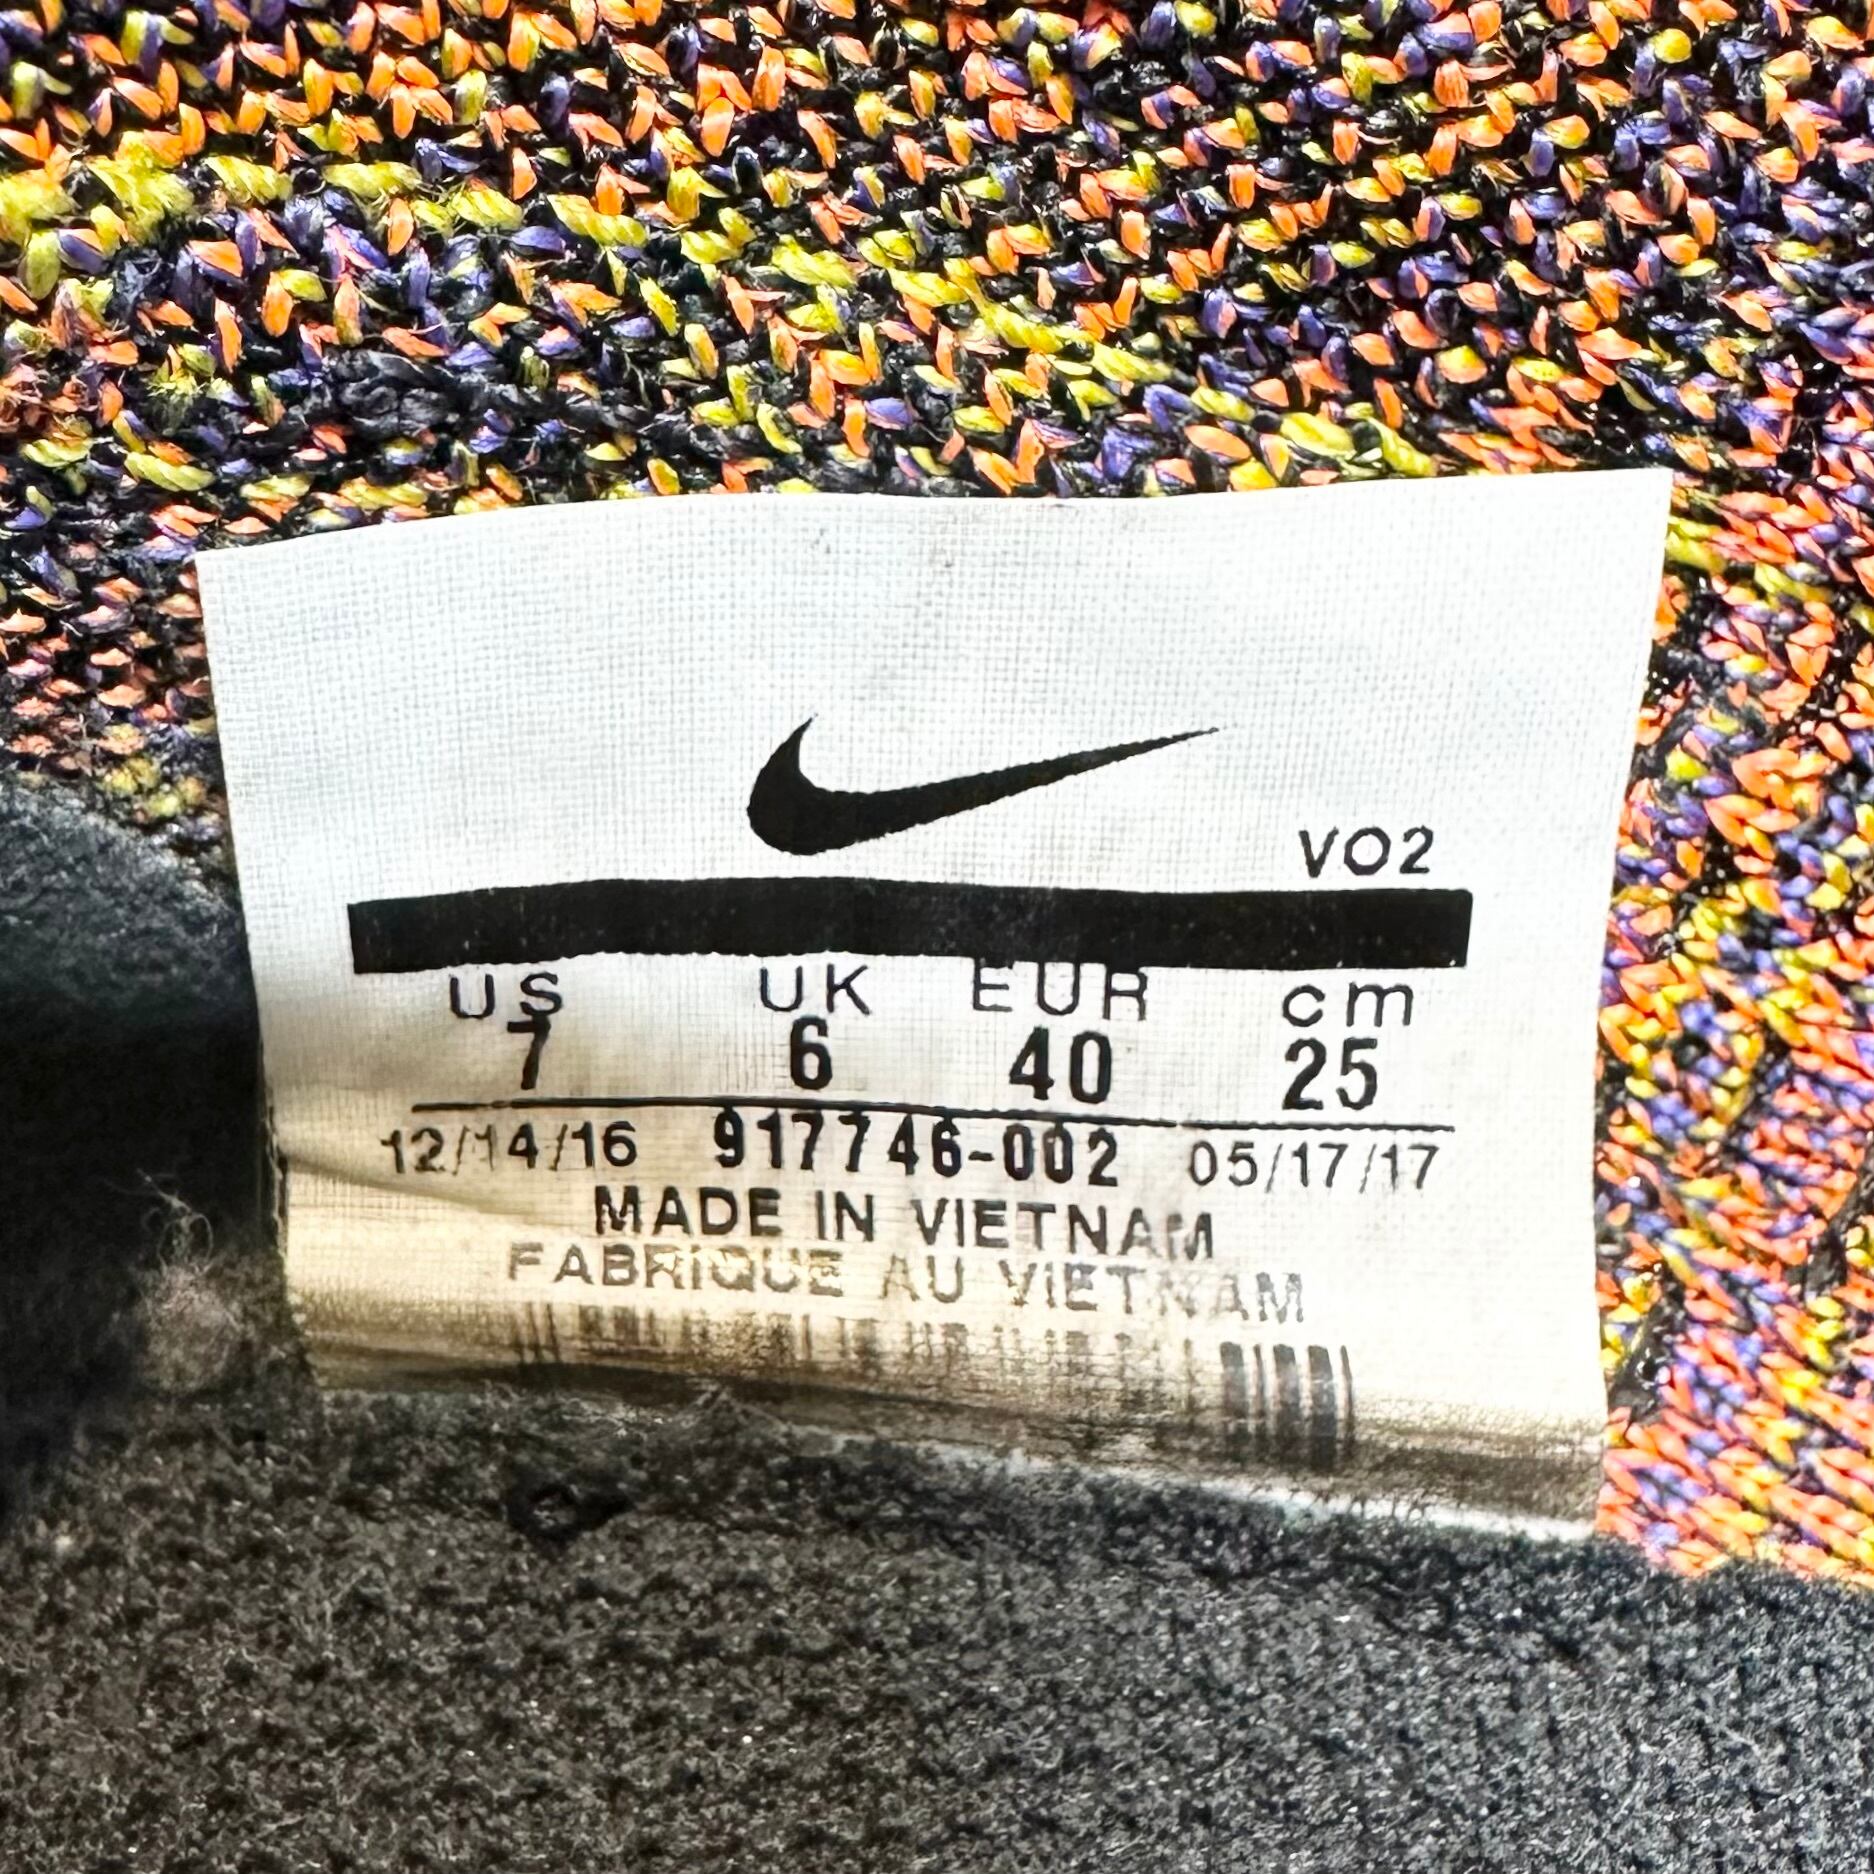 VO2
US UK EUR cm
7 6 40 25
12/14/16 917746-002 05/17/17
MADE IN VIETNAM
FABRIQUE AU VIETNAM